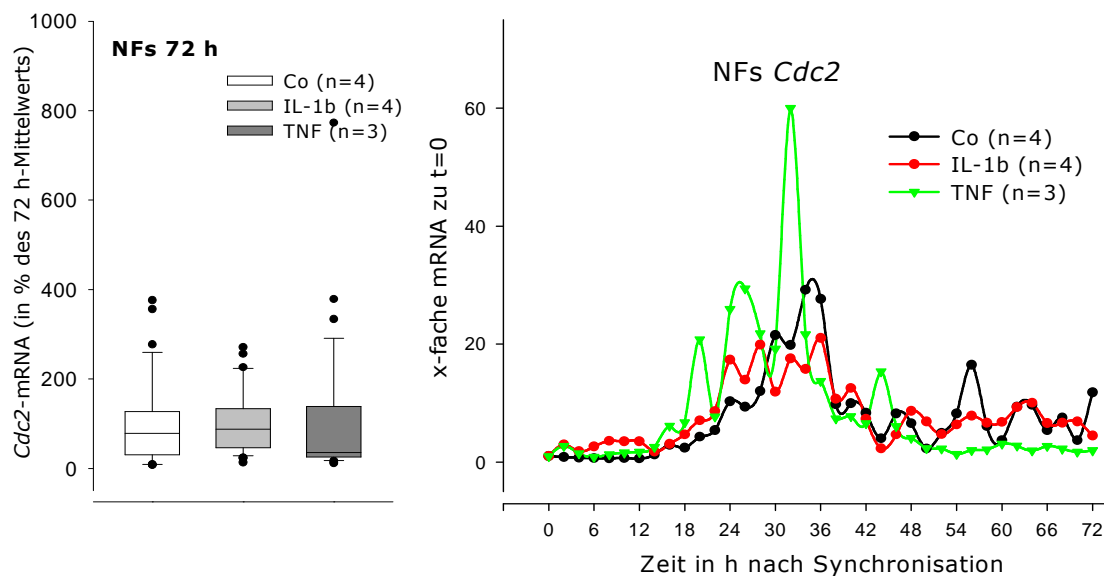 Cdc2-mRNA (in % des 72 h-Mittelwerts)
1000
800
600
400
200
0
NFs 72 h
Co (n=4)
IL-1b (n=4)
TNF (n=3)
NFs Cdc2
x-fache mRNA zu t=0
60
40
20
0
Co (n=4)
IL-1b (n=4)
TNF (n=3)
0 6 12 18 24 30 36 42 48 54 60 66 72
Zeit in h nach Synchronisation